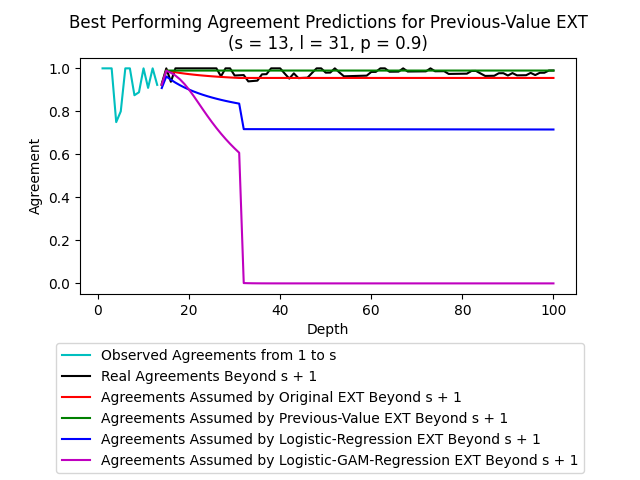 Best Performing Agreement Predictions for Previous-Value EXT
(s = 13, l = 31, p = 0.9)
1.0
0.8
0.6
0.4
0.2
0.0
Agreement
0 20 40 60 80 100
Depth
Observed Agreements from 1 to s
Real Agreements Beyond s + 1
Agreements Assumed by Original EXT Beyond s + 1
Agreements Assumed by Previous-Value EXT Beyond s + 1
Agreements Assumed by Logistic-Regression EXT Beyond s + 1
Agreements Assumed by Logistic-GAM-Regression EXT Beyond s + 1